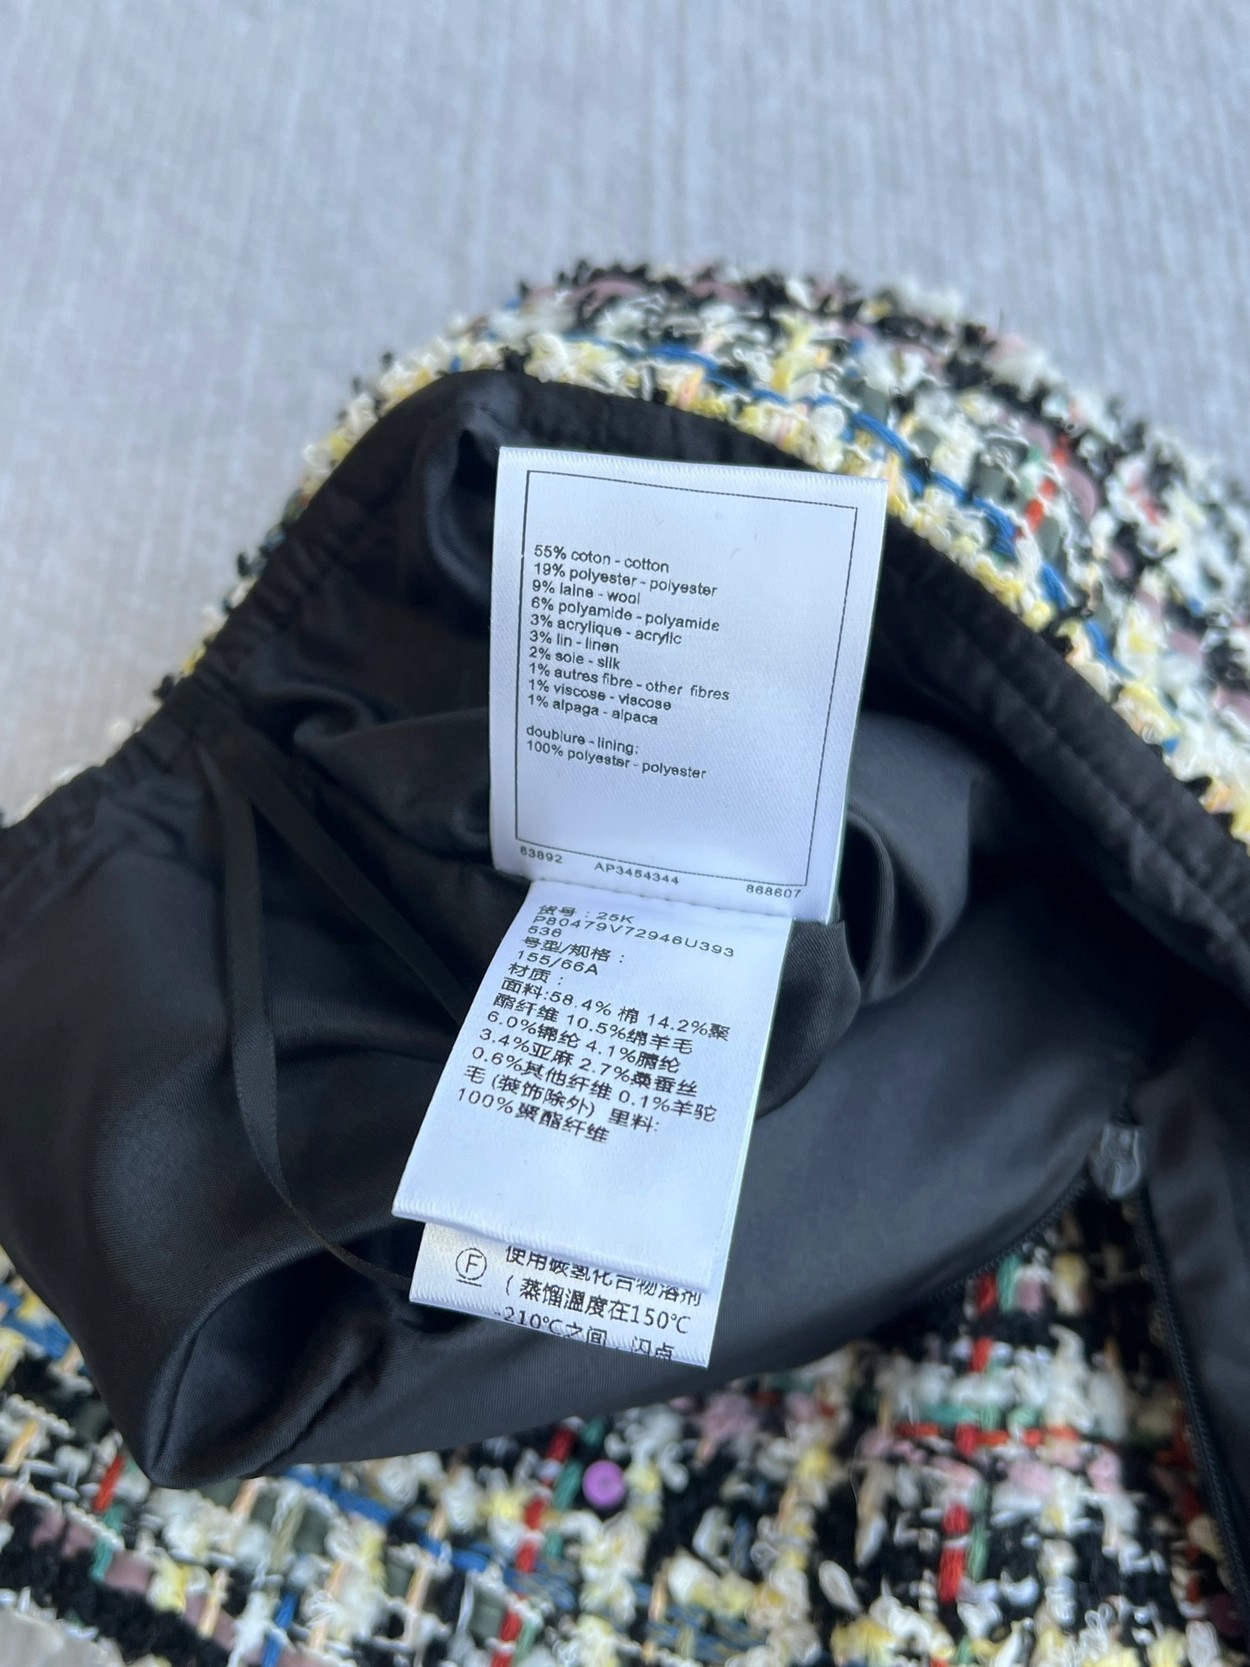 55% coton - cotton
19% polyester - polyester
9% laine - wool
6% polyamide - polyamide
3% acrylique - acrylic
3% lin - linen
2% soie - silk
1% autres fibre - other fibres
1% viscose - viscose
1% alpaga - alpaca
doublure - lining:
100% polyester - polyester
83892 AP3454344 868607
货号：25K
P80479V72946U393
536
号型/规格：
155/66A
材质：
面料:58.4% 棉 14.2%聚
酯纤维 10.5%绵羊毛
6.0%锦纶 4.1%腈纶
3.4%亚麻 2.7%桑蚕丝
0.6%其他纤维 0.1%羊驼
毛 (装饰除外) 里料:
100%聚酯纤维
F 使用碳氢化合物溶剂
（蒸馏温度在150℃
-210℃之间，闪点